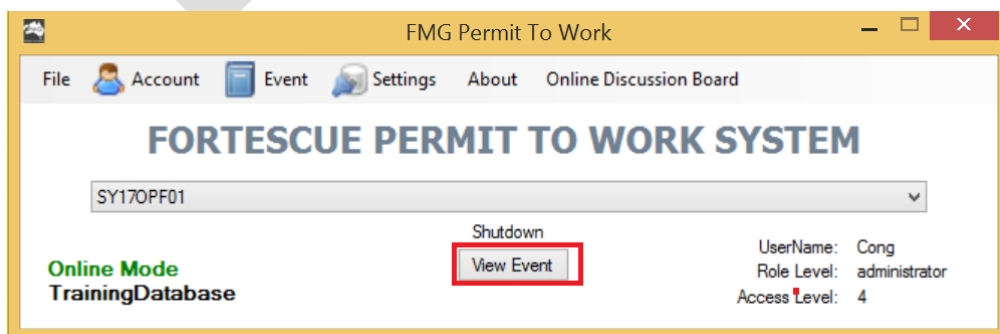 FMG Permit To Work
File Account Event Settings About Online Discussion Board
FORTESCUE PERMIT TO WORK SYSTEM
SY17OPF01
Shutdown
View Event
Online Mode
TrainingDatabase
UserName: Cong
Role Level: administrator
Access Level: 4